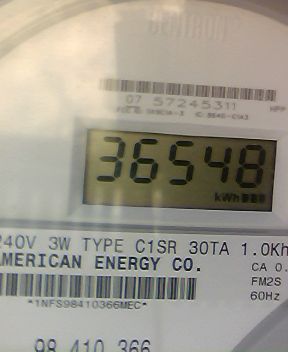 07 57245311
36548
kWh
240V 3W TYPE C1SR 30TA 1.0Kh
AMERICAN ENERGY CO.
CA 0.
FM2S
60Hz
*1NFS98410366MEC*
98 410 366